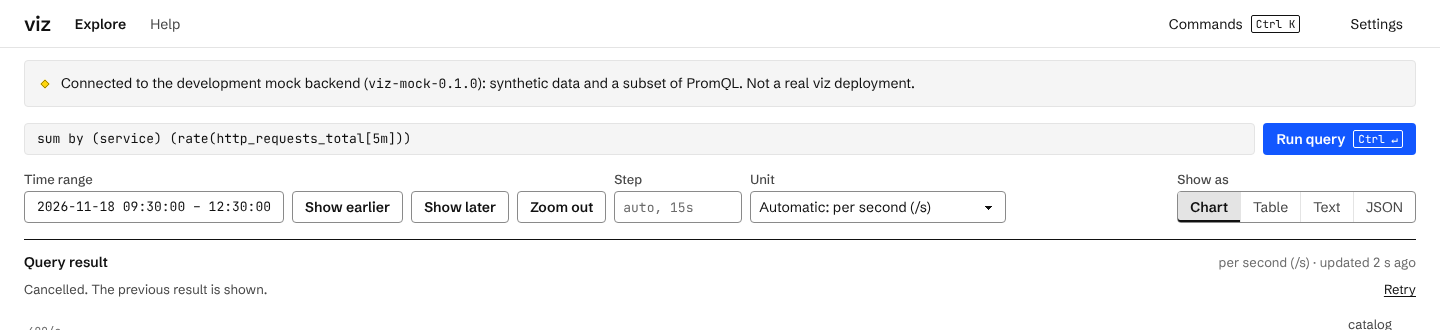 viz Explore Help Commands Ctrl K Settings
Connected to the development mock backend (viz-mock-0.1.0): synthetic data and a subset of PromQL. Not a real viz deployment.
sum by (service) (rate(http_requests_total[5m])) Run query Ctrl ↵
Time range Step Unit Show as
2026-11-18 09:30:00 – 12:30:00 Show earlier Show later Zoom out auto, 15s Automatic: per second (/s) Chart Table Text JSON
Query result per second (/s) · updated 2 s ago
Cancelled. The previous result is shown. Retry
catalog